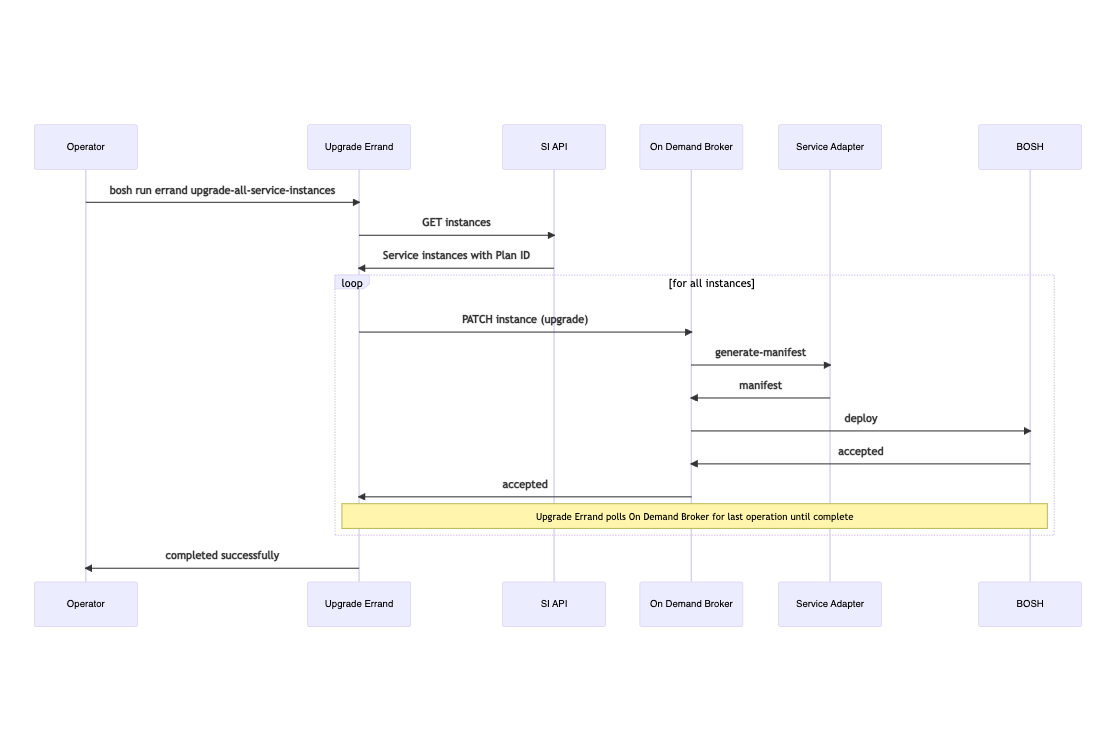 Operator
Upgrade Errand
SI API
On Demand Broker
Service Adapter
BOSH
bosh run errand upgrade-all-service-instances
GET instances
Service instances with Plan ID
loop
[for all instances]
PATCH instance (upgrade)
generate-manifest
manifest
deploy
accepted
accepted
Upgrade Errand polls On Demand Broker for last operation until complete
completed successfully
Operator
Upgrade Errand
SI API
On Demand Broker
Service Adapter
BOSH